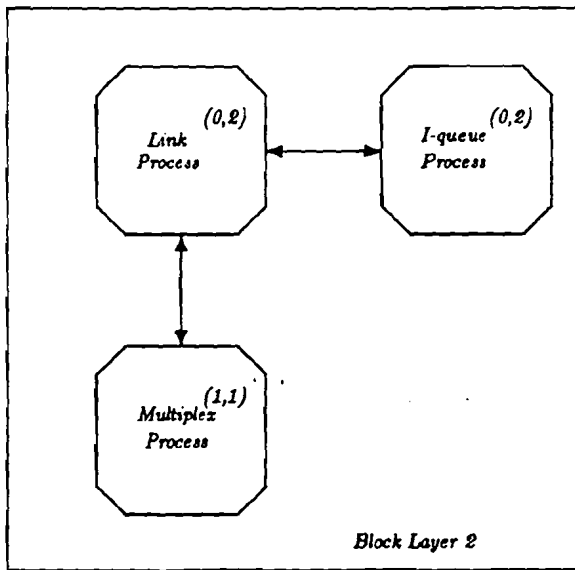 (0,2)
Link
Process
(0,2)
I-queue
Process
(1,1)
Multiplex
Process
Block Layer 2